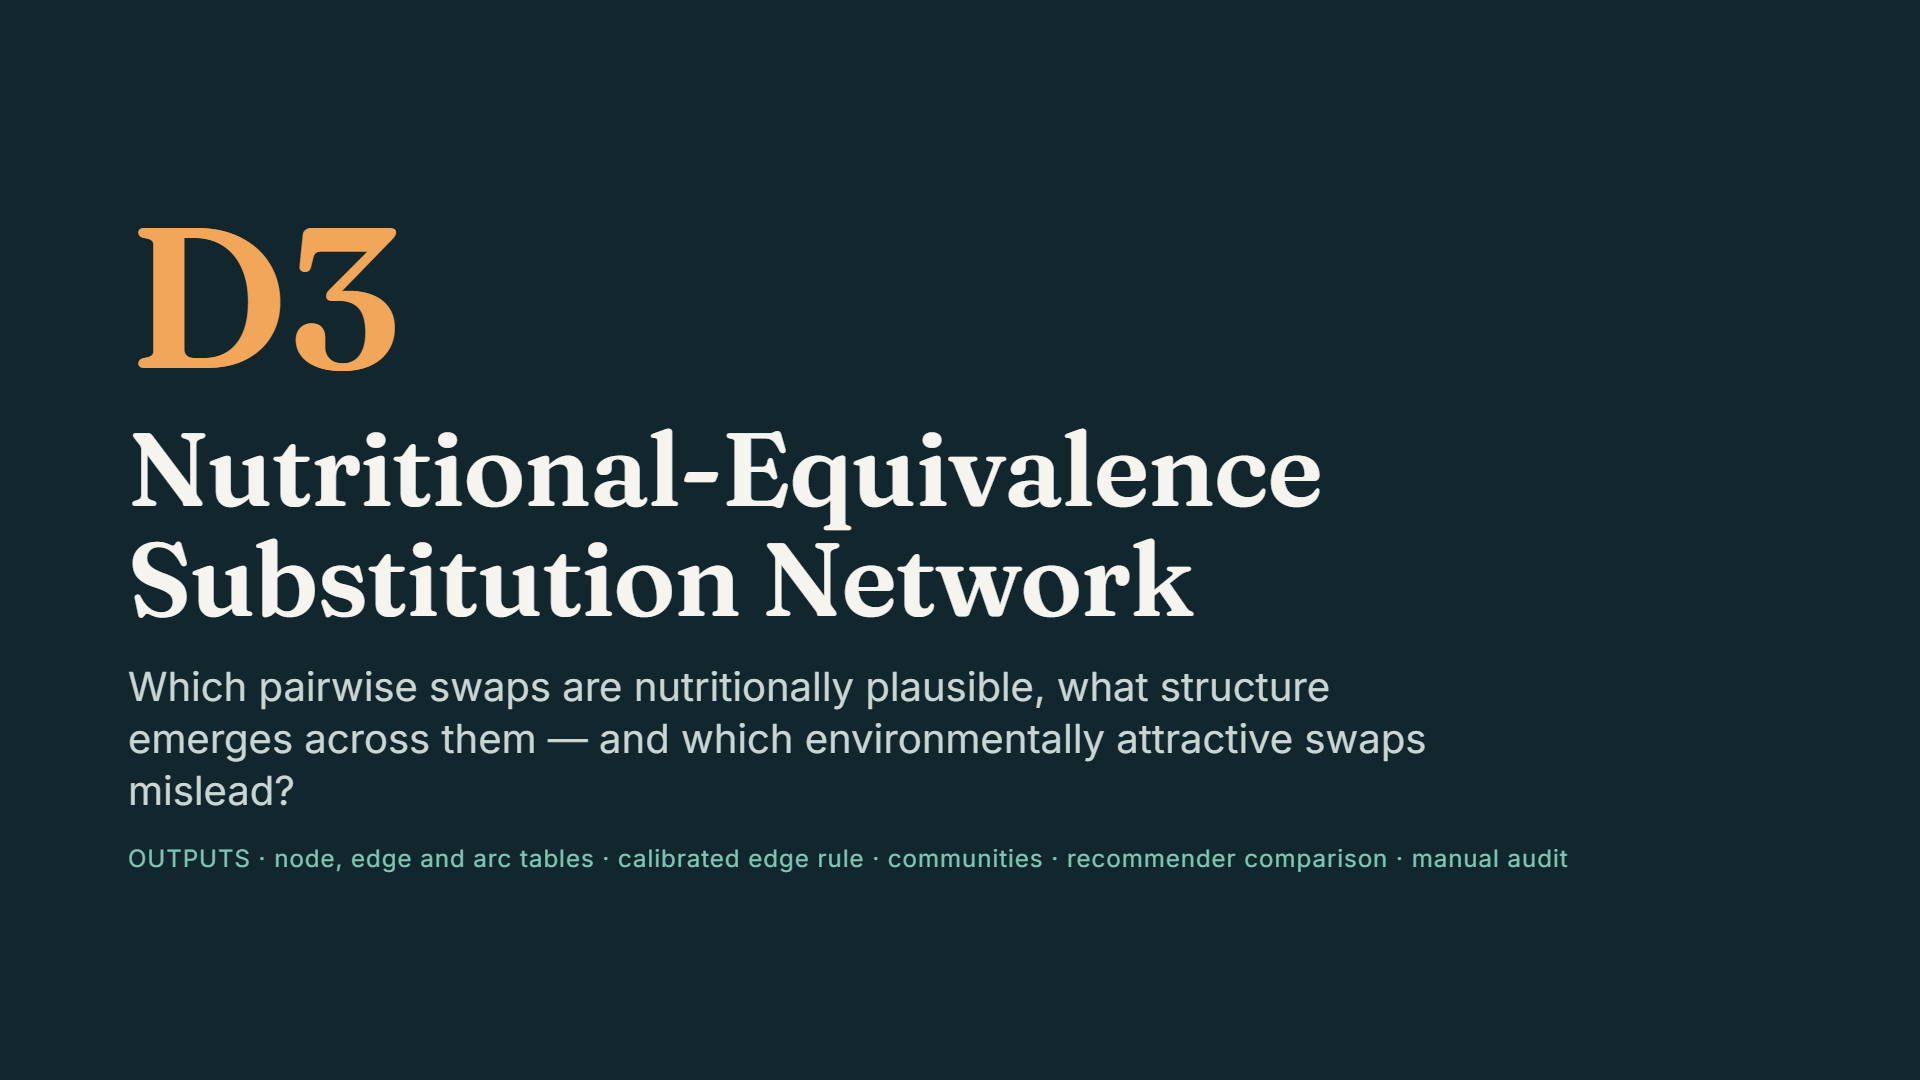 D3
Nutritional-Equivalence
Substitution Network
Which pairwise swaps are nutritionally plausible, what structure
emerges across them — and which environmentally attractive swaps
mislead?
OUTPUTS · node, edge and arc tables · calibrated edge rule · communities · recommender comparison · manual audit